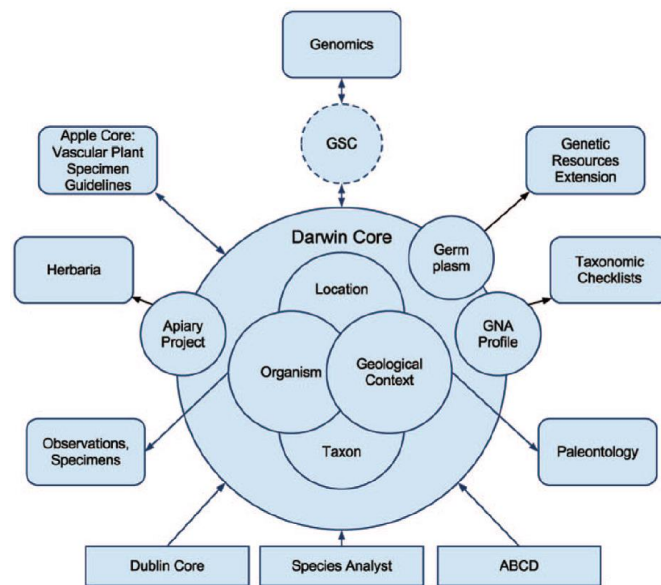 Genomics
GSC
Apple Core:
Vascular Plant
Specimen
Guidelines
Genetic
Resources
Extension
Darwin Core
Germ
plasm
Herbaria
Location
Taxonomic
Checklists
Apiary
Project
GNA
Profile
Organism
Geological
Context
Observations,
Specimens
Taxon
Paleontology
Dublin Core
Species Analyst
ABCD